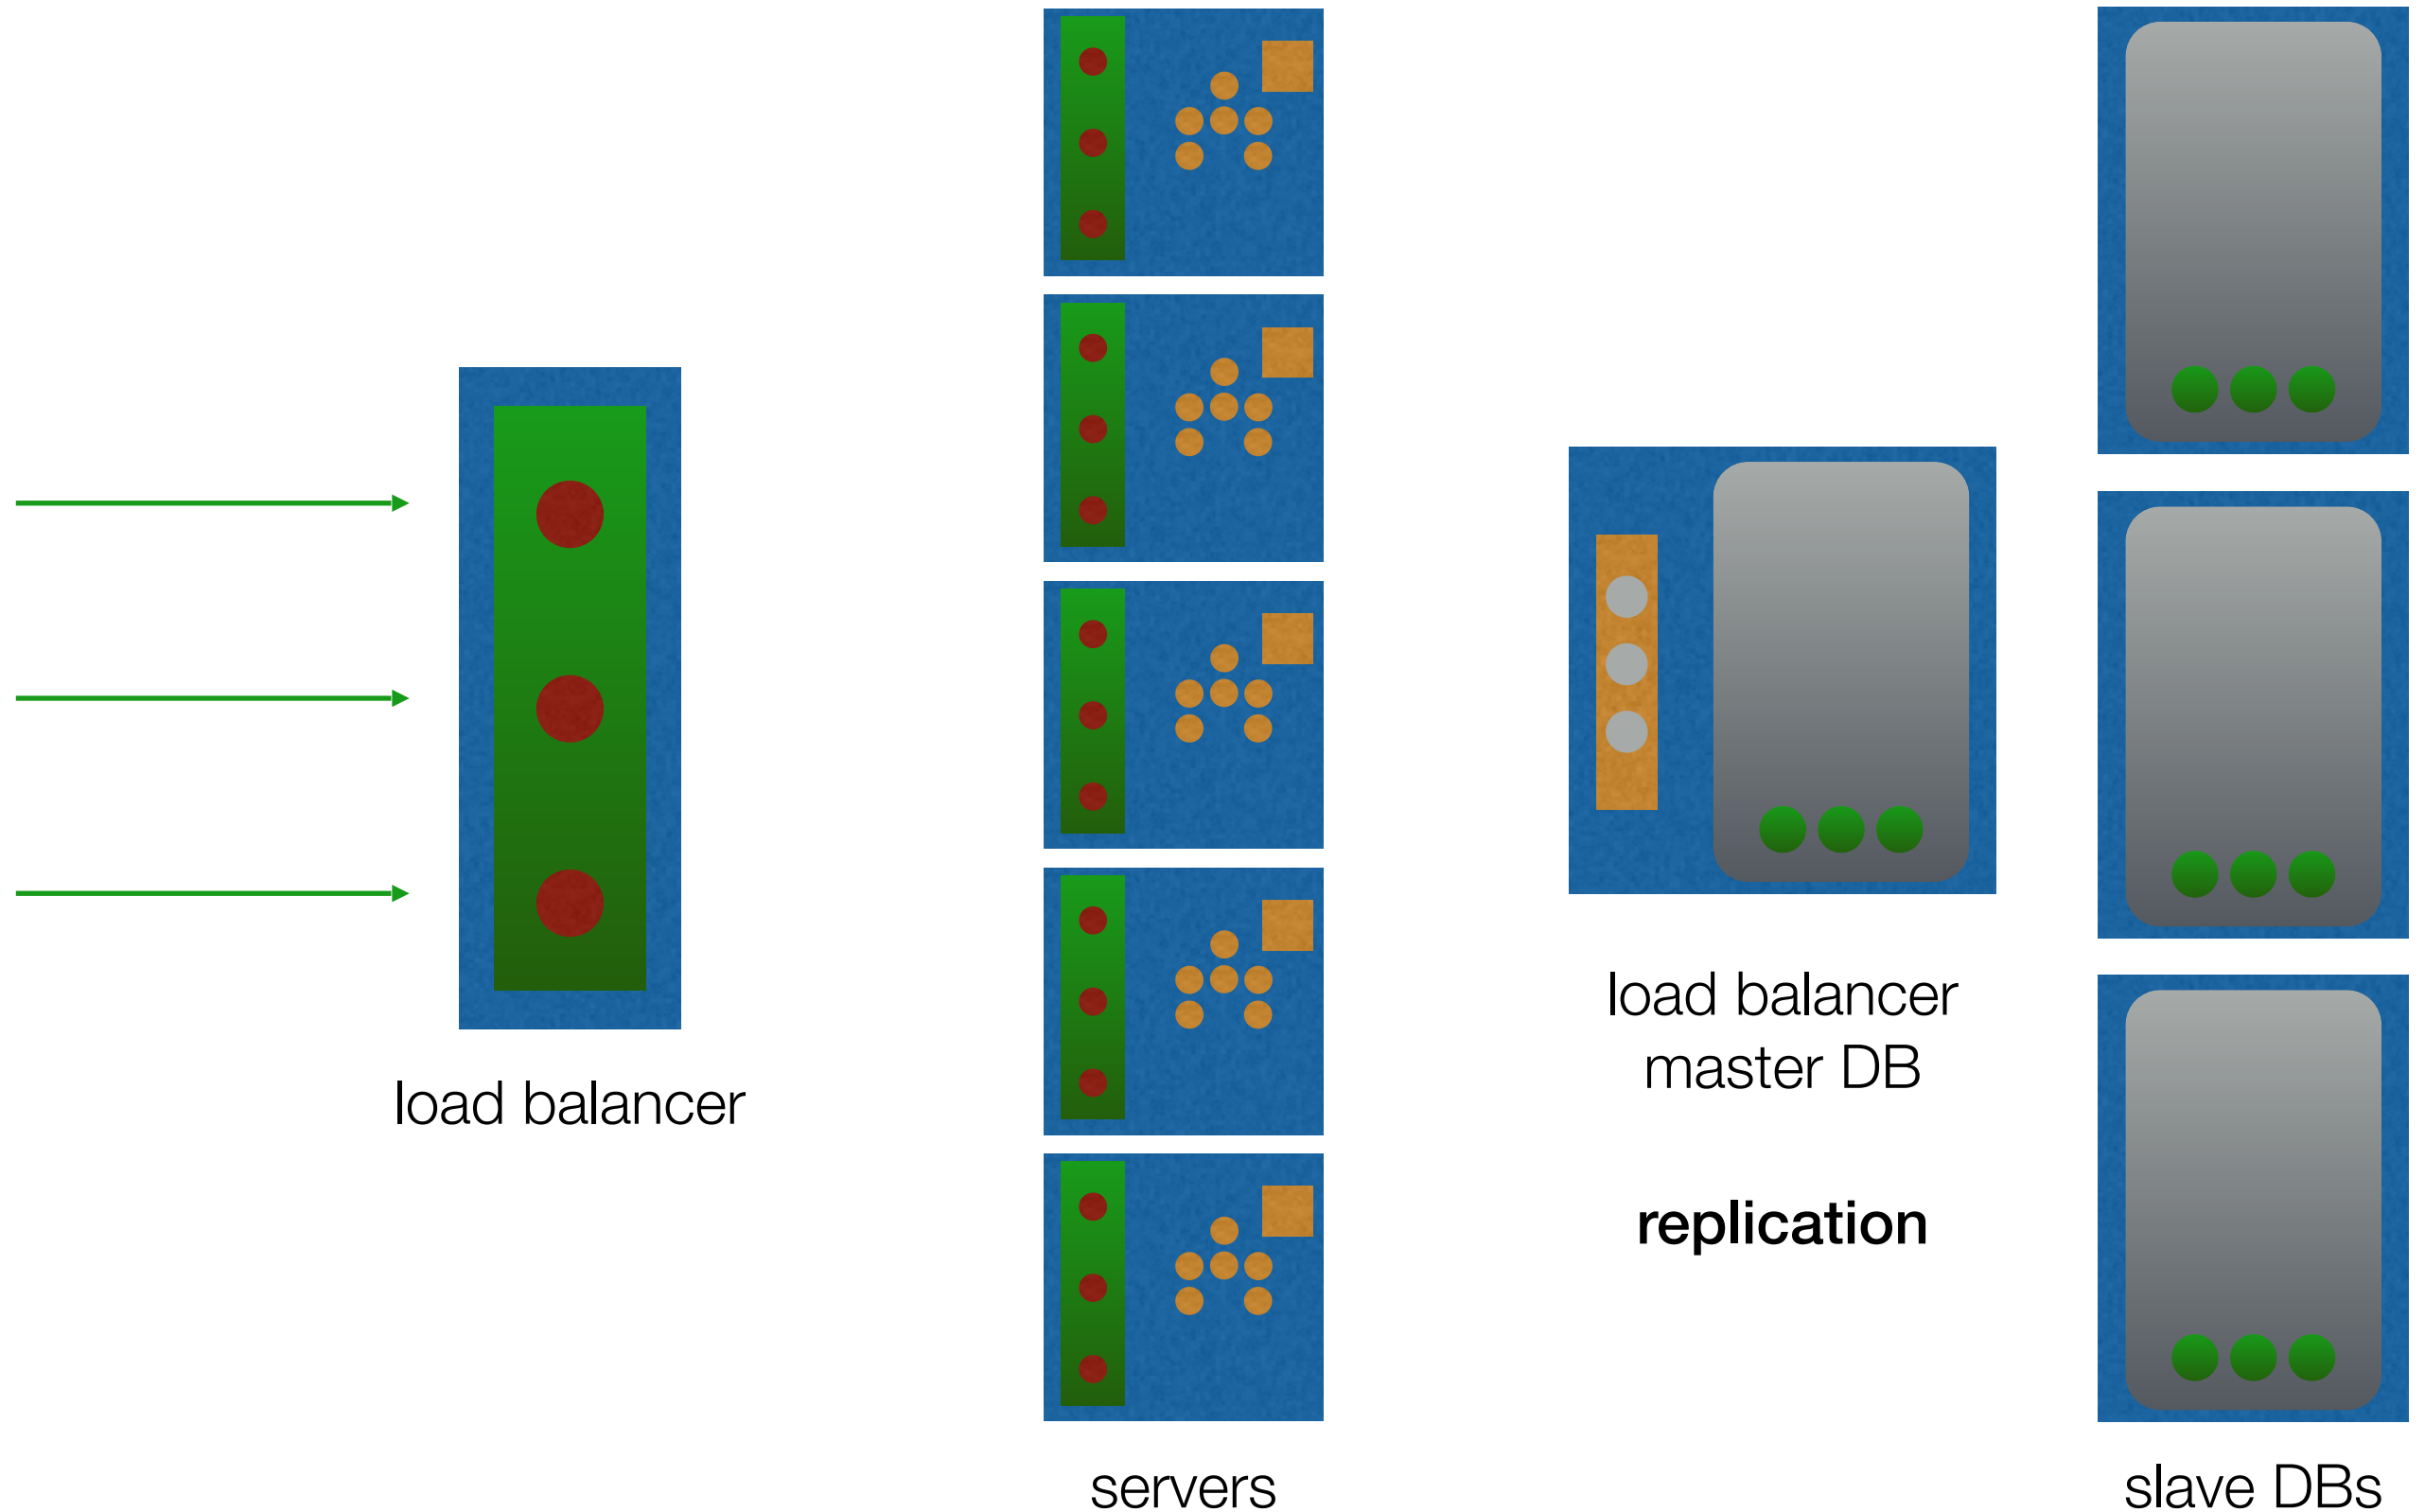 load balancer
servers
load balancer
master DB
replication
slave DBs